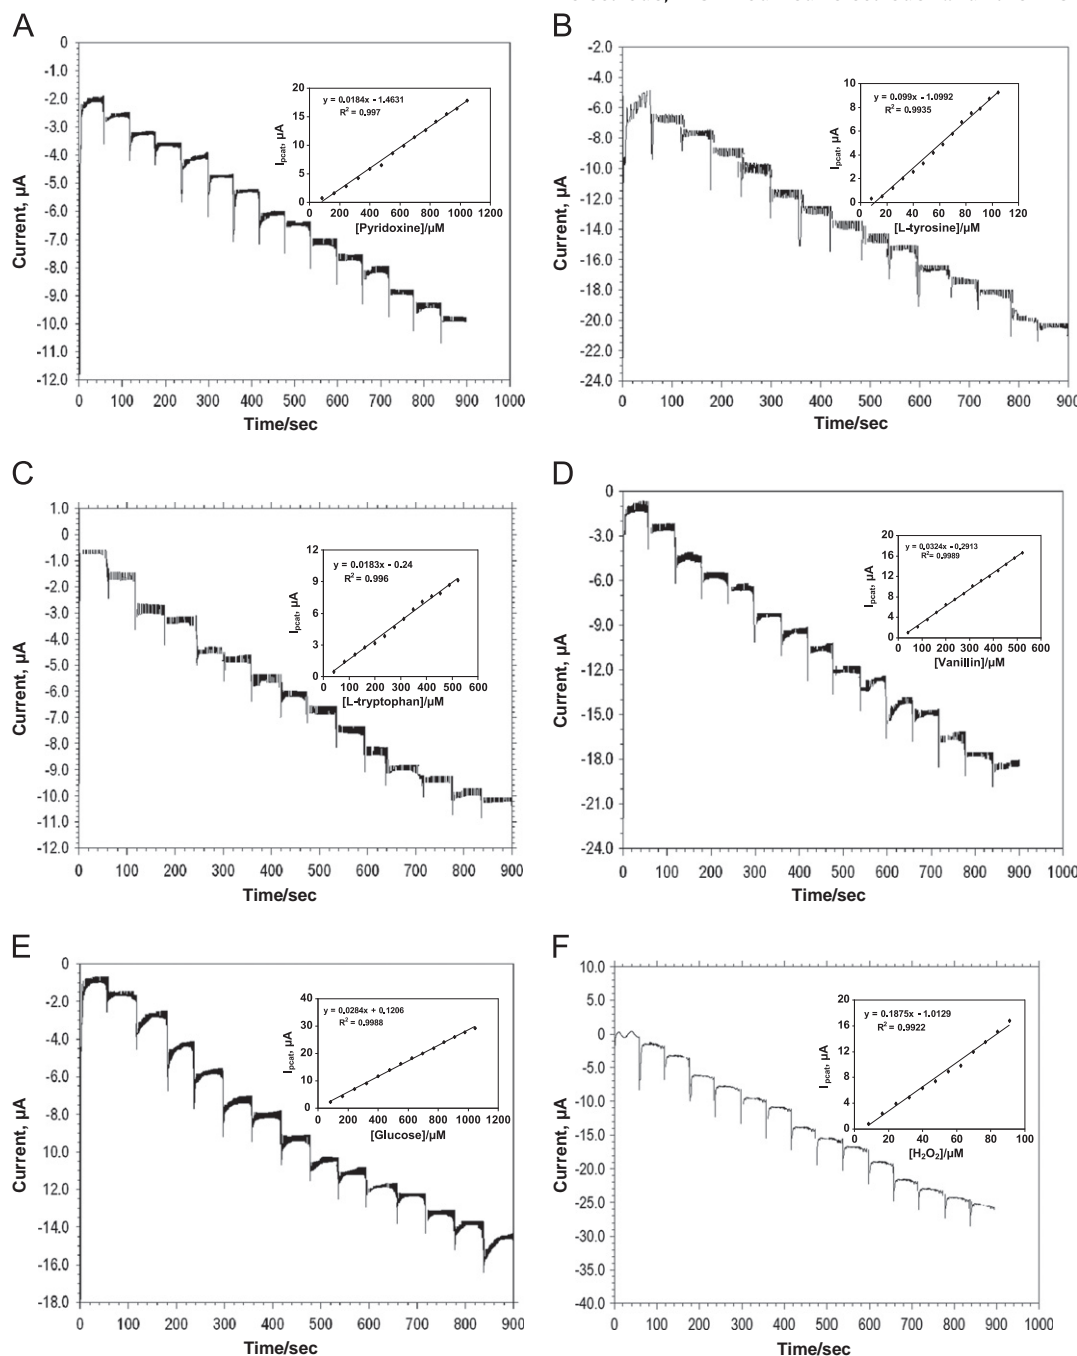 A
0
-1.0
-2.0
-3.0
-4.0
-5.0
-6.0
-7.0
-8.0
-9.0
-10.0
-11.0
-12.0
Current, µA
0 100 200 300 400 500 600 700 800 900 1000
Time/sec
y = 0.0184x - 1.4631
R² = 0.997
20
15
10
5
0
Ipcat, µA
0 200 400 600 800 1000 1200
[Pyridoxine]/µM
B
-2.0
-4.0
-6.0
-8.0
-10.0
-12.0
-14.0
-16.0
-18.0
-20.0
-22.0
-24.0
Current, µA
0 100 200 300 400 500 600 700 800 900
Time/sec
y = 0.099x - 1.0992
R² = 0.9935
10
8
6
4
2
0
Ipcat, µA
0 20 40 60 80 100 120
[L-tyrosine]/µM
C
1.0
0
-1.0
-2.0
-3.0
-4.0
-5.0
-6.0
-7.0
-8.0
-9.0
-10.0
-11.0
-12.0
Current, µA
0 100 200 300 400 500 600 700 800 900
Time/sec
y = 0.0183x - 0.24
R² = 0.996
12
9
6
3
0
Ipcat, µA
0 100 200 300 400 500 600
[L-tryptophan]/µM
D
0
-3.0
-6.0
-9.0
-12.0
-15.0
-18.0
-21.0
-24.0
Current, µA
0 100 200 300 400 500 600 700 800 900 1000
Time/sec
y = 0.0324x - 0.2913
R²= 0.9989
20
16
12
8
4
0
Ipcat, µA
0 100 200 300 400 500 600
[Vanillin]/µM
E
0
-2.0
-4.0
-6.0
-8.0
10.0
12.0
14.0
-16.0
-18.0
Current, µA
0 100 200 300 400 500 600 700 800 900
Time/sec
y = 0.0284x + 0.1206
R² = 0.9988
40
30
20
10
0
Ipcat, µA
0 200 400 600 800 1000 1200
[Glucose]/µM
F
10.0
5.0
0
-5.0
-10.0
-15.0
-20.0
-25.0
-30.0
-35.0
-40.0
Current, µA
0 100 200 300 400 500 600 700 800 900 1000
Time/sec
y = 0.1875x - 1.0129
R² = 0.9922
20
16
12
8
4
0
Ipcat, µA
0 20 40 60 80 100
[H₂O₂]/µM